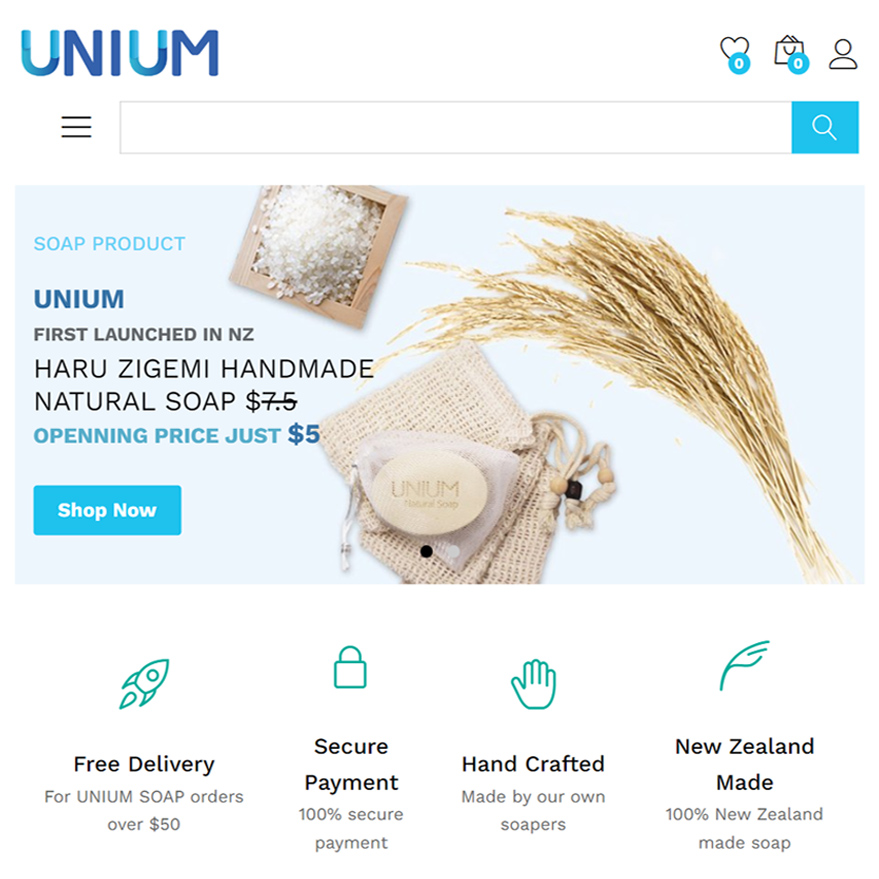 UNIUM
0
0
SOAP PRODUCT
UNIUM
FIRST LAUNCHED IN NZ
HARU ZIGEMI HANDMADE
NATURAL SOAP $7.5
OPENNING PRICE JUST $5
Shop Now
UNIUM
Natural Soap
Free Delivery
For UNIUM SOAP orders
over $50
Secure
Payment
100% secure
payment
Hand Crafted
Made by our own
soapers
New Zealand
Made
100% New Zealand
made soap